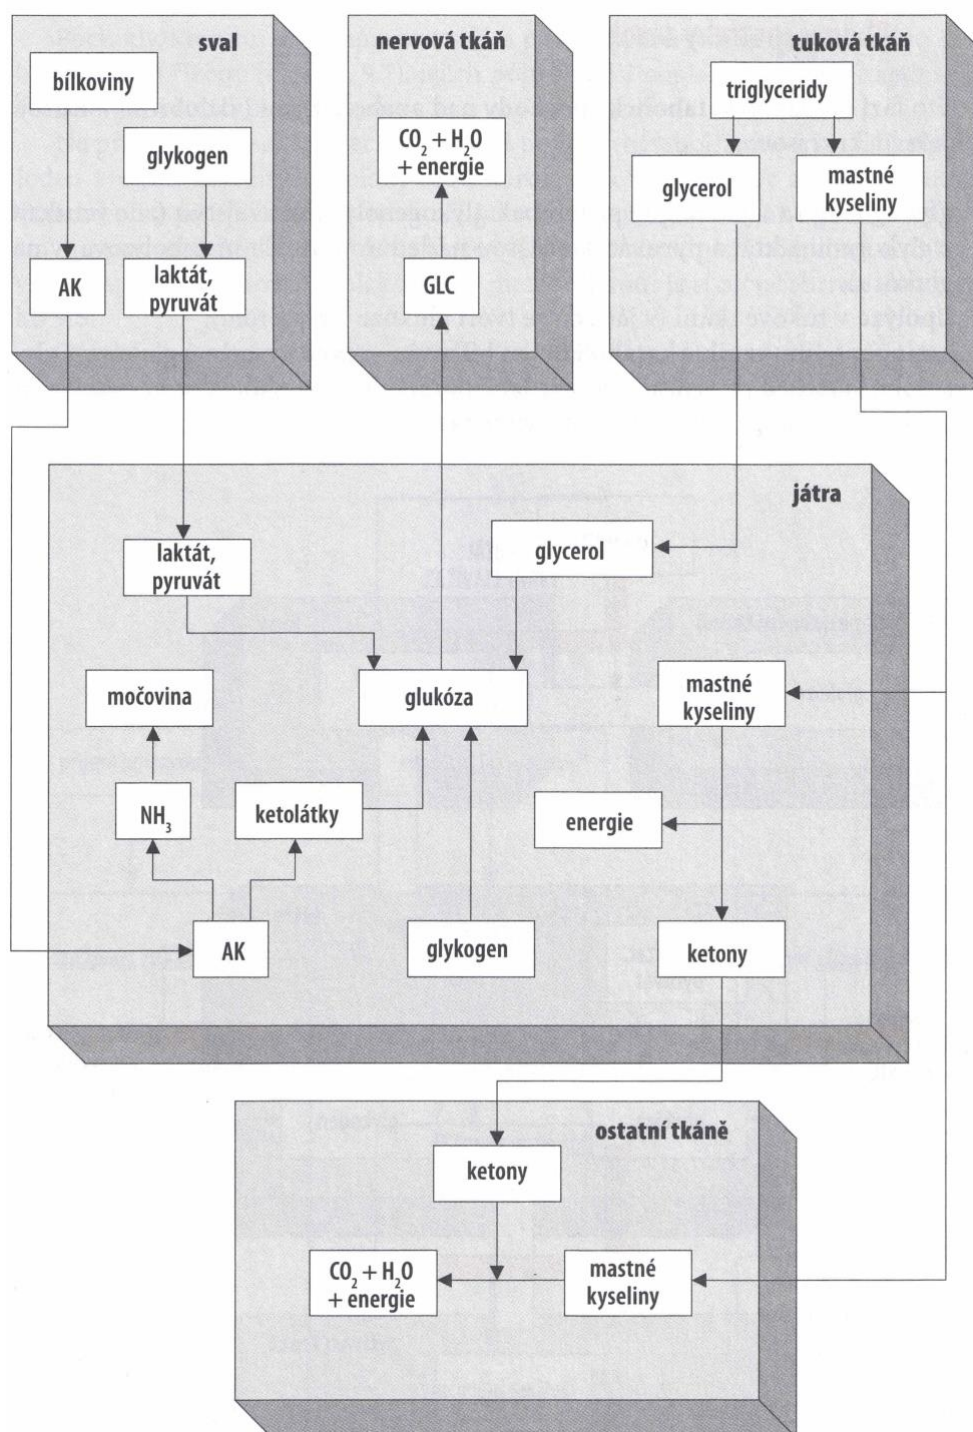 sval
bílkoviny
glykogen
AK
laktát,
pyruvát
nervová tkáň
CO₂ + H₂O
+ energie
GLC
tuková tkáň
triglyceridy
glycerol
mastné
kyseliny
játra
laktát,
pyruvát
glycerol
močovina
glukóza
mastné
kyseliny
NH₃
ketolátky
energie
AK
glykogen
ketony
ostatní tkáně
ketony
CO₂ + H₂O
+ energie
mastné
kyseliny